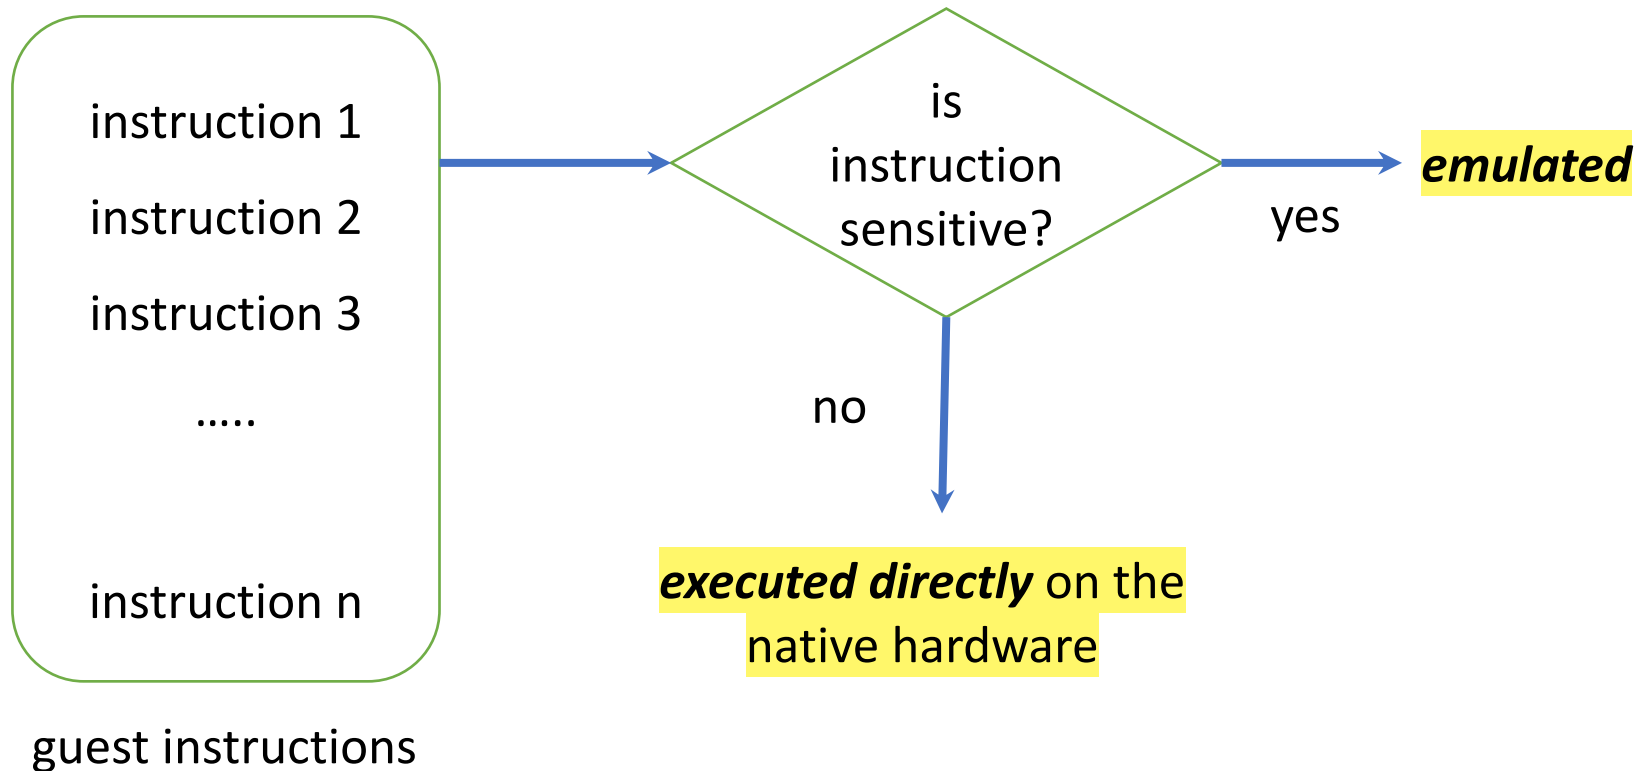 instruction 1
instruction 2
instruction 3
.....
instruction n
guest instructions
is
instruction
sensitive?
yes
emulated
no
executed directly on the
native hardware